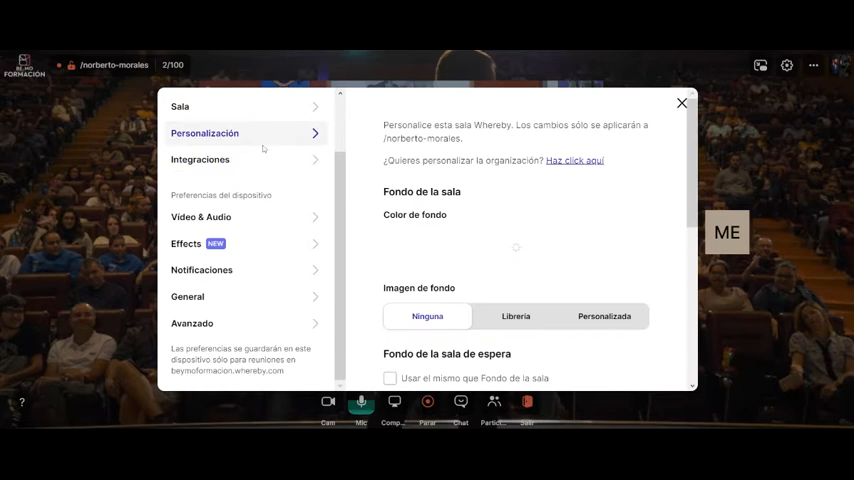 BEYMO
FORMACIÓN
/norberto-morales
2/100
Sala
Personalización
Integraciones
Preferencias del dispositivo
Vídeo & Audio
Effects NEW
Notificaciones
General
Avanzado
Las preferencias se guardarán en este
dispositivo sólo para reuniones en
beymoformacion.whereby.com
Personalice esta sala Whereby. Los cambios sólo se aplicarán a
/norberto-morales.
¿Quieres personalizar la organización? Haz click aquí
Fondo de la sala
Color de fondo
Imagen de fondo
Ninguna
Librería
Personalizada
Fondo de la sala de espera
Usar el mismo que Fondo de la sala
ME
?
Cam
Mic
Comp...
Parar
Chat
Partici...
Salir